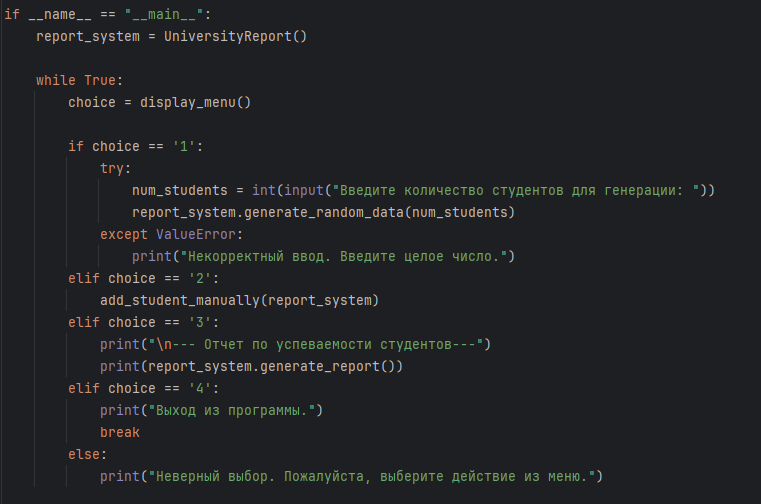 if __name__ == "__main__":
    report_system = UniversityReport()

    while True:
        choice = display_menu()

        if choice == '1':
            try:
                num_students = int(input("Введите количество студентов для генерации: "))
                report_system.generate_random_data(num_students)
            except ValueError:
                print("Некорректный ввод. Введите целое число.")
        elif choice == '2':
            add_student_manually(report_system)
        elif choice == '3':
            print("\n--- Отчет по успеваемости студентов---")
            print(report_system.generate_report())
        elif choice == '4':
            print("Выход из программы.")
            break
        else:
            print("Неверный выбор. Пожалуйста, выберите действие из меню.")